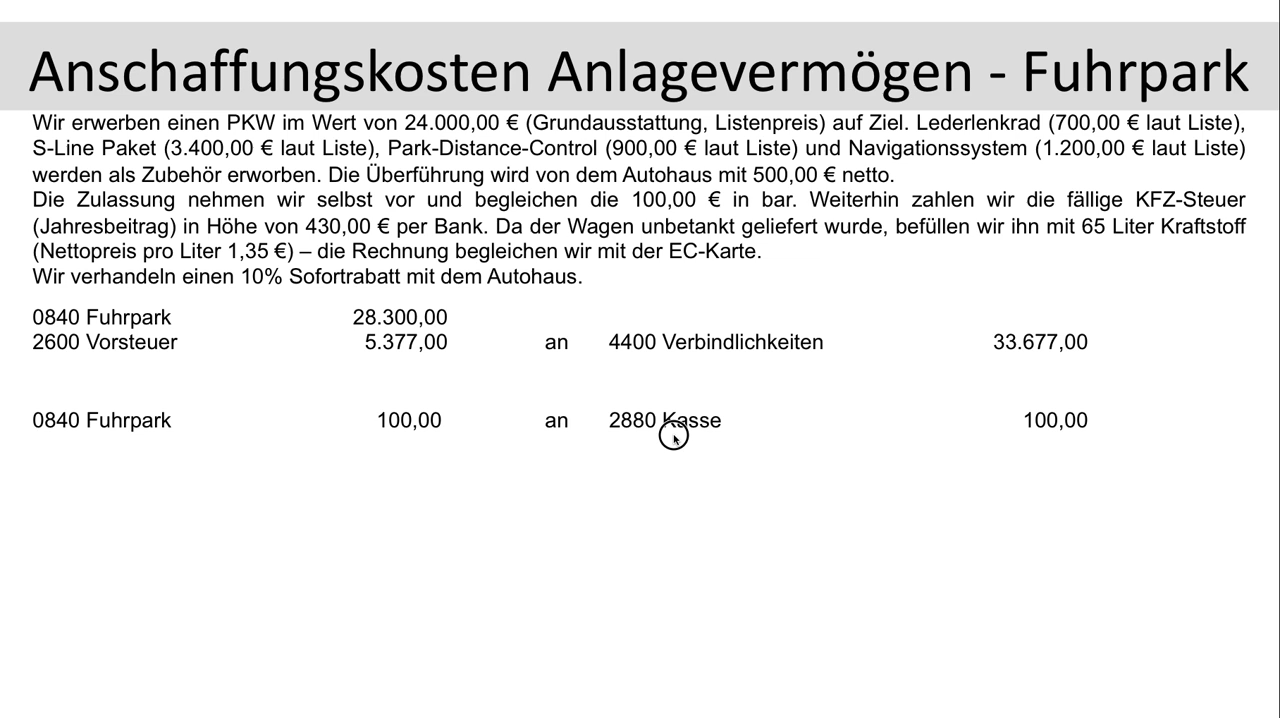 Anschaffungskosten Anlagevermögen - Fuhrpark
Wir erwerben einen PKW im Wert von 24.000,00 € (Grundausstattung, Listenpreis) auf Ziel. Lederlenkrad (700,00 € laut Liste),
S-Line Paket (3.400,00 € laut Liste), Park-Distance-Control (900,00 € laut Liste) und Navigationssystem (1.200,00 € laut Liste)
werden als Zubehör erworben. Die Überführung wird von dem Autohaus mit 500,00 € netto.
Die Zulassung nehmen wir selbst vor und begleichen die 100,00 € in bar. Weiterhin zahlen wir die fällige KFZ-Steuer
(Jahresbeitrag) in Höhe von 430,00 € per Bank. Da der Wagen unbetankt geliefert wurde, befüllen wir ihn mit 65 Liter Kraftstoff
(Nettopreis pro Liter 1,35 €) – die Rechnung begleichen wir mit der EC-Karte.
Wir verhandeln einen 10% Sofortrabatt mit dem Autohaus.
0840 Fuhrpark 28.300,00
2600 Vorsteuer 5.377,00 an 4400 Verbindlichkeiten 33.677,00
0840 Fuhrpark 100,00 an 2880 Kasse 100,00